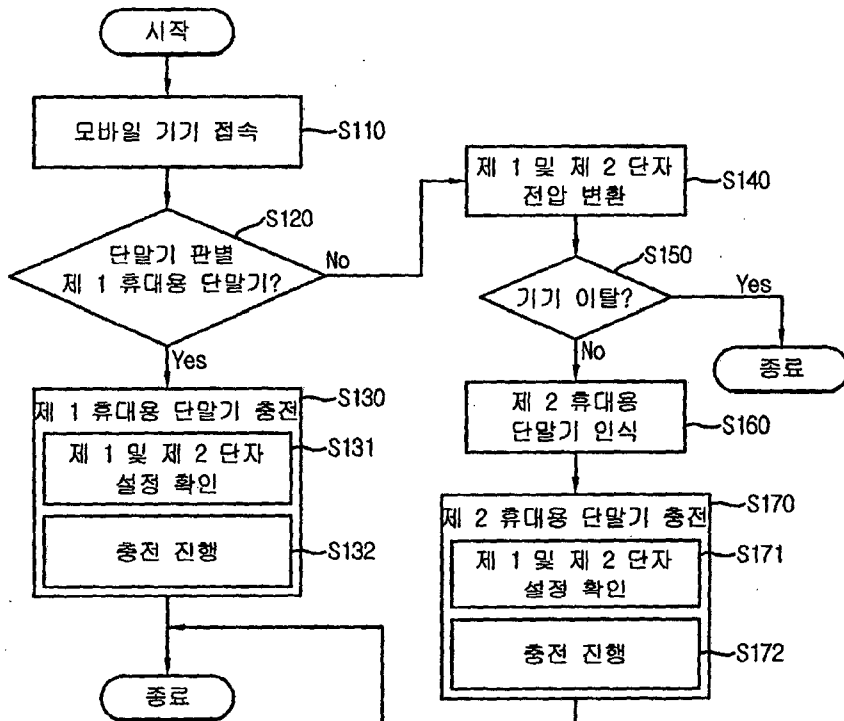 시작
모바일 기기 접속
S110
S120
단말기 판별
제 1 휴대용 단말기?
No
Yes
S130
제 1 휴대용 단말기 충전
S131
제 1 및 제 2 단자
설정 확인
충전 진행
S132
종료
제 1 및 제 2 단자
전압 변환
S140
S150
기기 이탈?
Yes
No
종료
제 2 휴대용
단말기 인식
S160
S170
제 2 휴대용 단말기 충전
S171
제 1 및 제 2 단자
설정 확인
충전 진행
S172